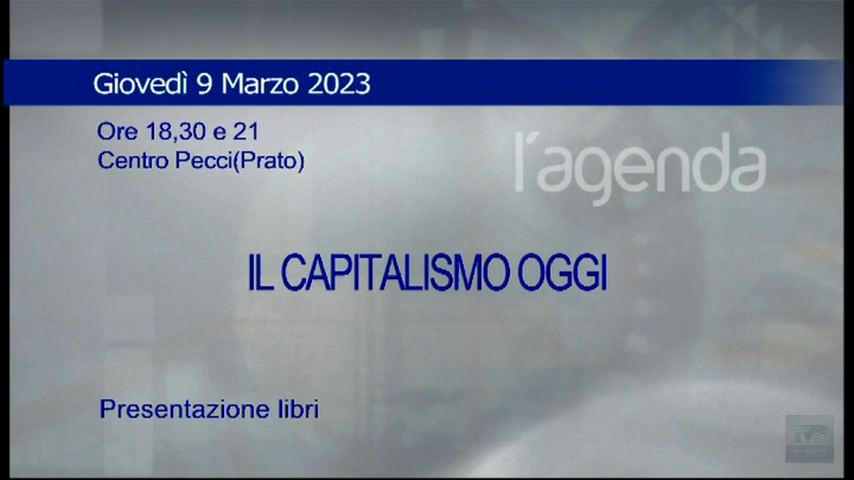 Giovedì 9 Marzo 2023
Ore 18,30 e 21
Centro Pecci(Prato)
l'agenda
IL CAPITALISMO OGGI
Presentazione libri